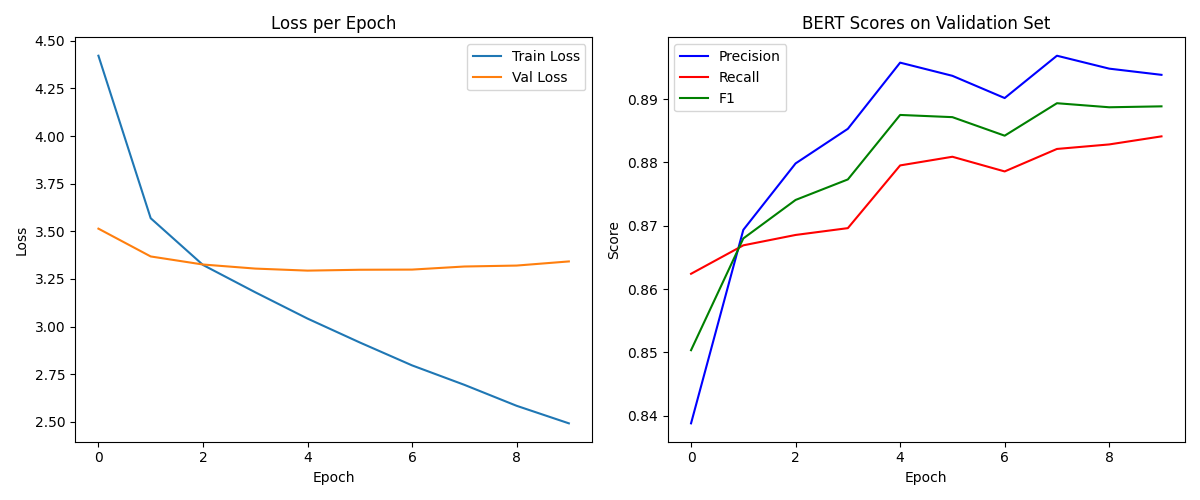 Loss per Epoch
4.50
4.25
4.00
3.75
3.50
3.25
3.00
2.75
2.50
Loss
0 2 4 6 8
Epoch
Train Loss
Val Loss
BERT Scores on Validation Set
Precision
Recall
F1
0.89
0.88
0.87
0.86
0.85
0.84
Score
0 2 4 6 8
Epoch